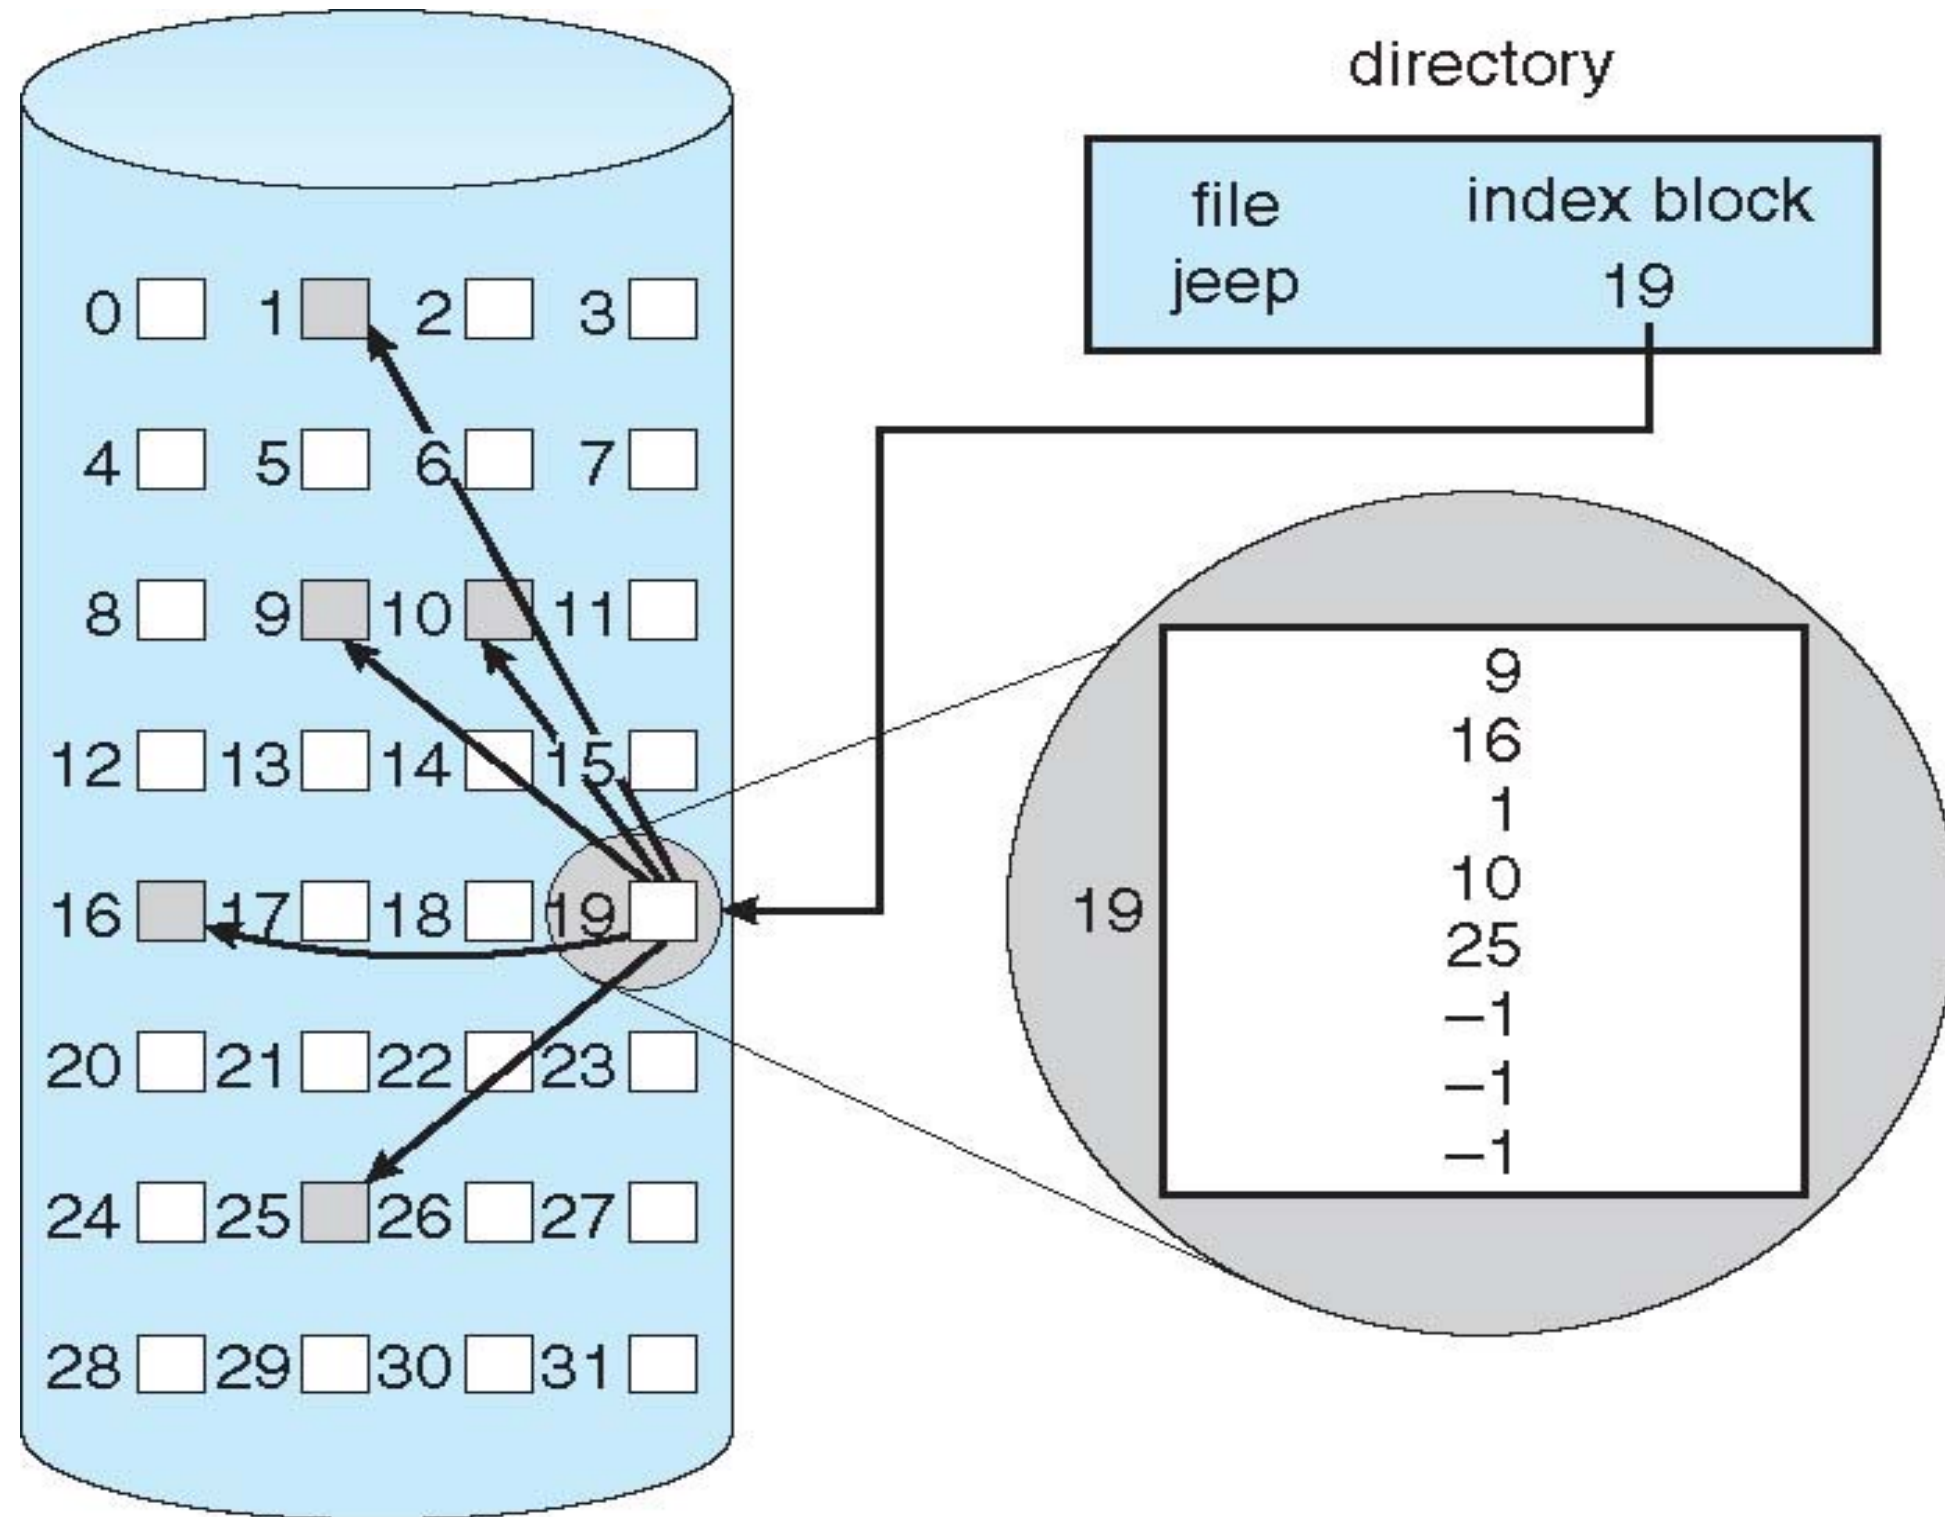 directory
file index block
jeep 19
0 1 2 3
4 5 6 7
8 9 10 11
12 13 14 15
16 17 18 19
20 21 22 23
24 25 26 27
28 29 30 31
19
9
16
1
10
25
–1
–1
–1